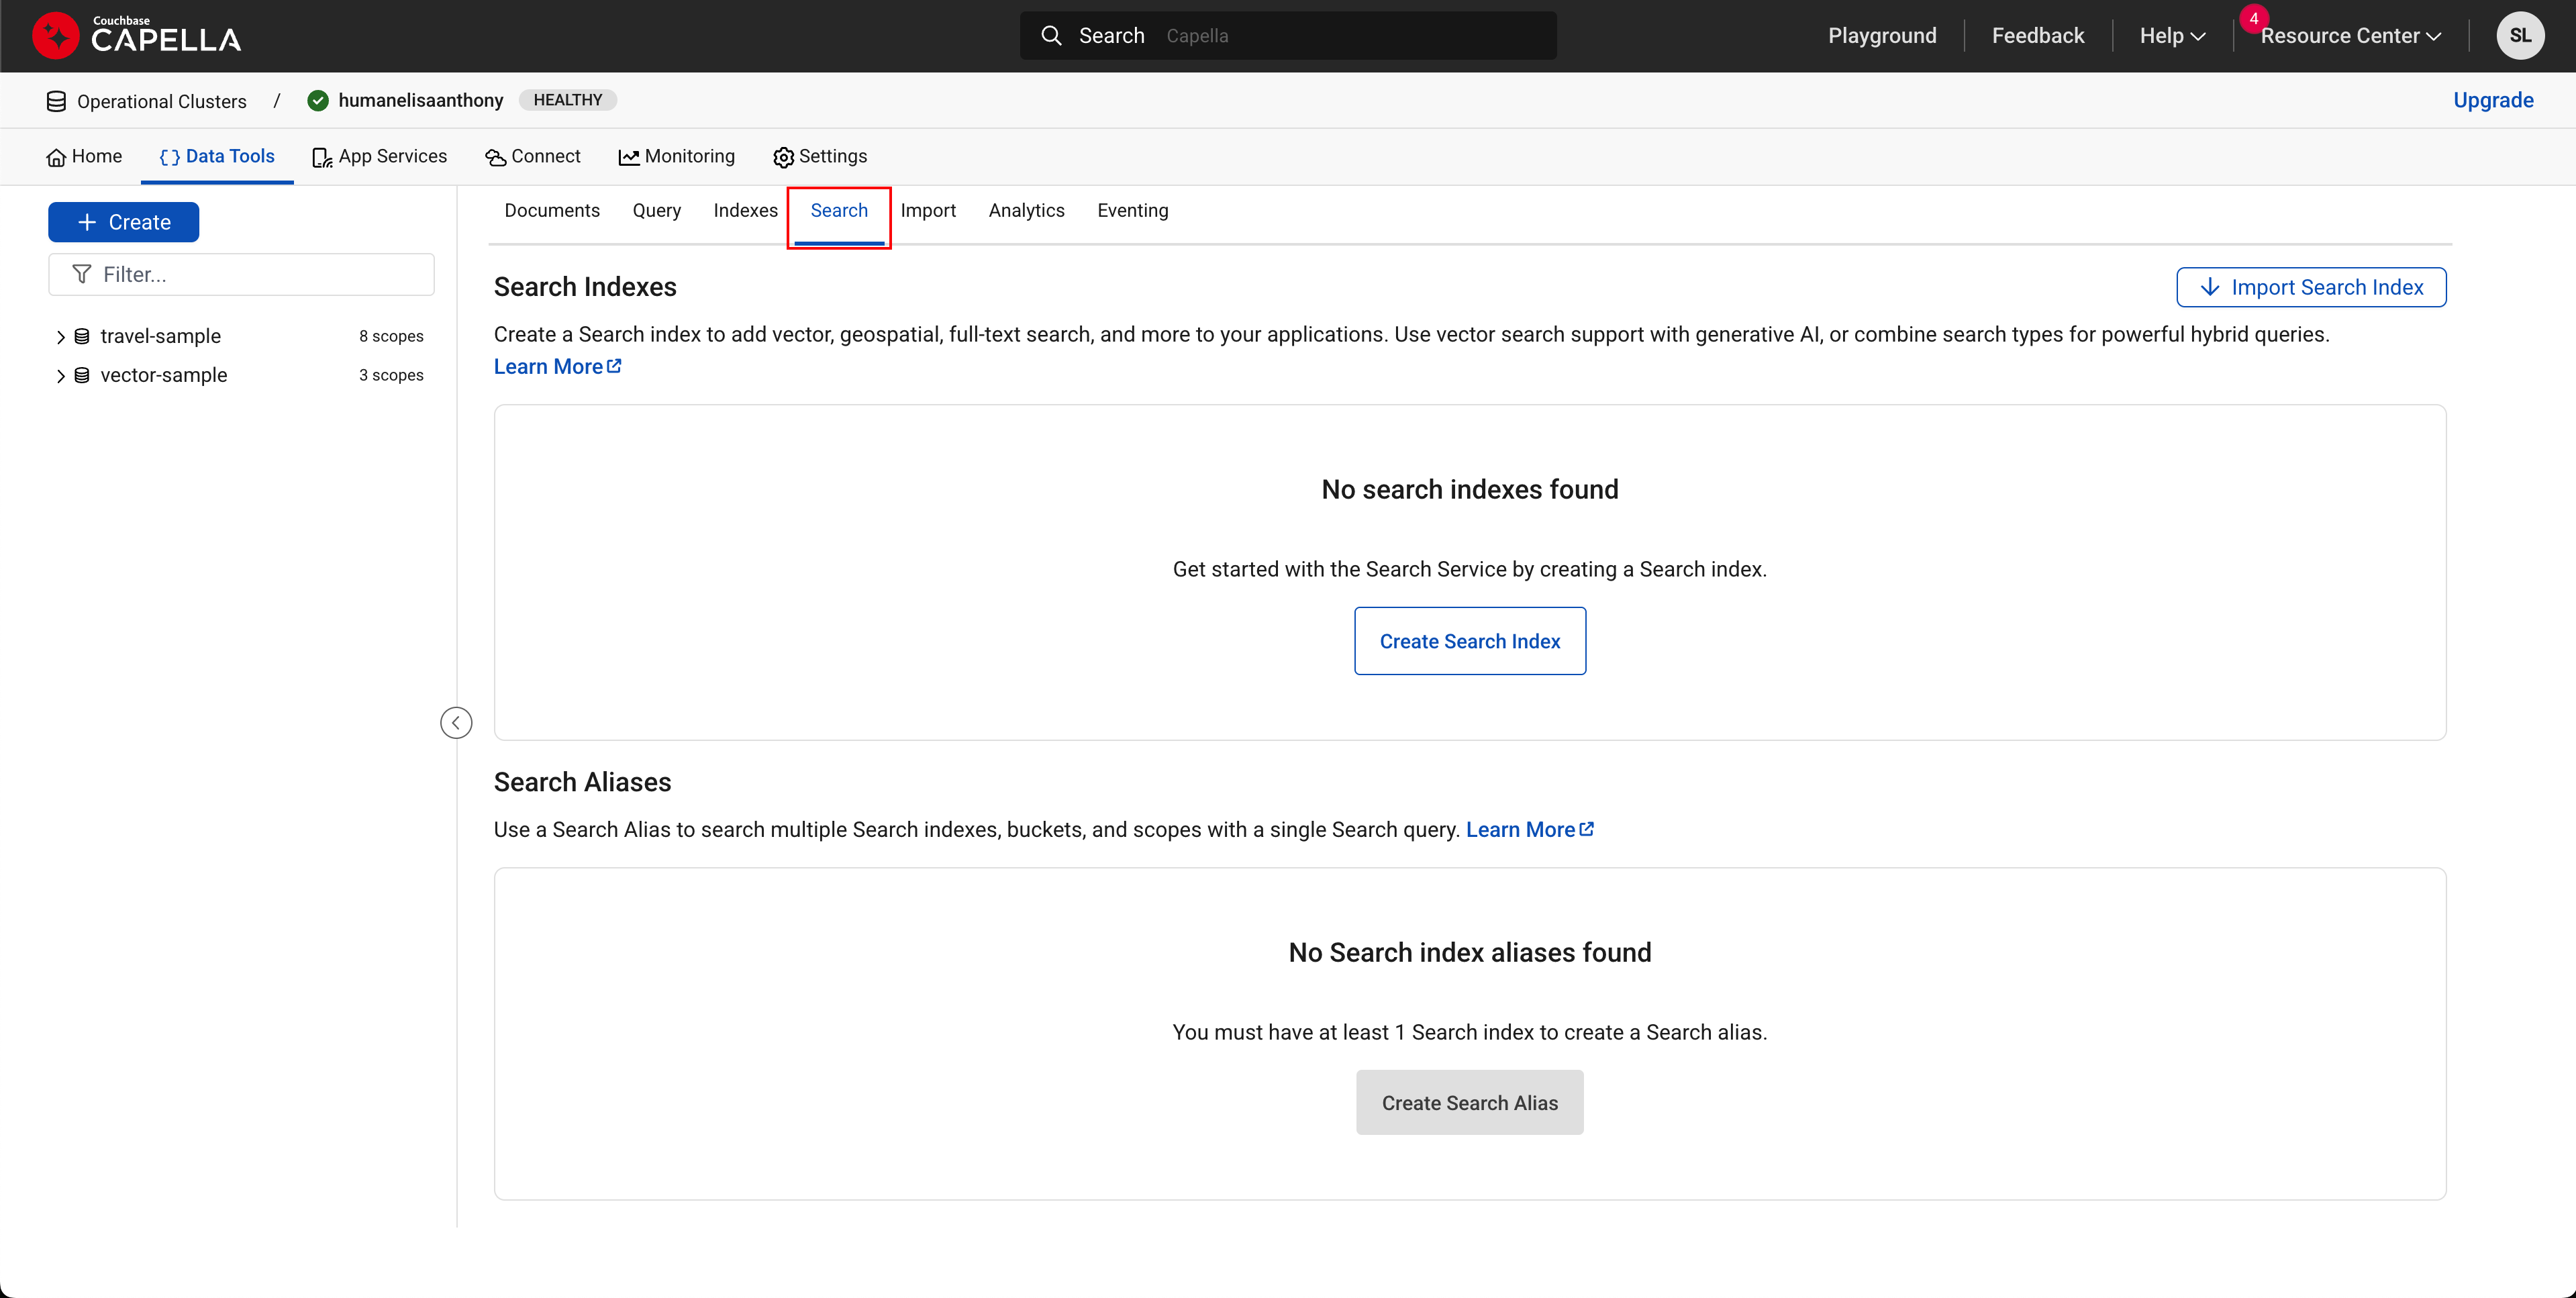 Couchbase
CAPELLA
Search Capella
Playground
Feedback
Help
4
Resource Center
SL
Operational Clusters / humanelisaanthony HEALTHY
Upgrade
Home
Data Tools
App Services
Connect
Monitoring
Settings
+ Create
Filter...
travel-sample 8 scopes
vector-sample 3 scopes
Documents
Query
Indexes
Search
Import
Analytics
Eventing
Search Indexes
Import Search Index
Create a Search index to add vector, geospatial, full-text search, and more to your applications. Use vector search support with generative AI, or combine search types for powerful hybrid queries.
Learn More
No search indexes found
Get started with the Search Service by creating a Search index.
Create Search Index
Search Aliases
Use a Search Alias to search multiple Search indexes, buckets, and scopes with a single Search query. Learn More
No Search index aliases found
You must have at least 1 Search index to create a Search alias.
Create Search Alias